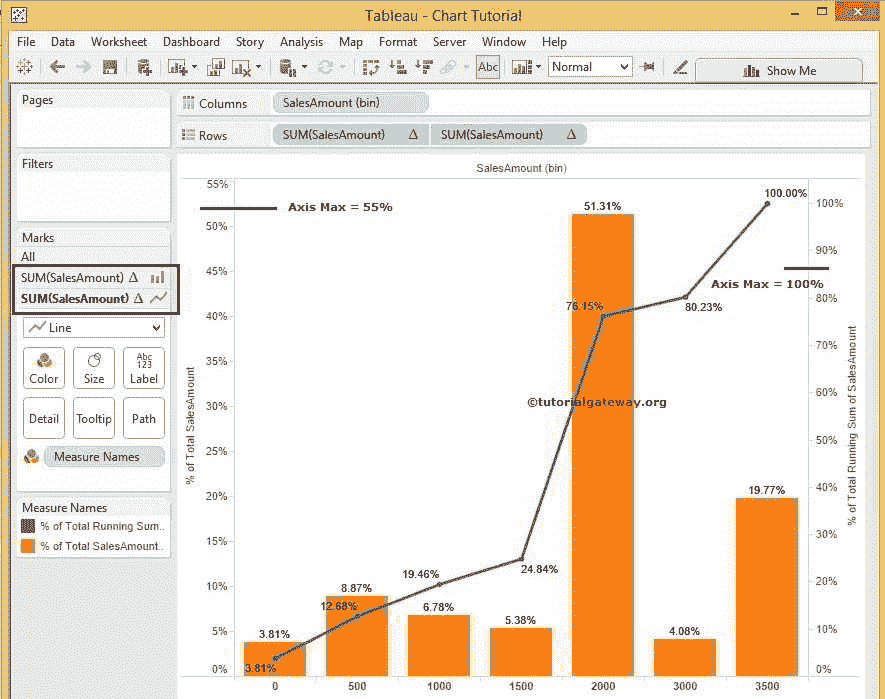 Tableau - Chart Tutorial
File Data Worksheet Dashboard Story Analysis Map Format Server Window Help
Abc Normal Show Me
Pages
Columns SalesAmount (bin)
Rows SUM(SalesAmount) Δ SUM(SalesAmount) Δ
Filters
Marks
All
SUM(SalesAmount) Δ
SUM(SalesAmount) Δ
Line
Color Size Abc 123 Label
Detail Tooltip Path
Measure Names
Measure Names
% of Total Running Sum..
% of Total SalesAmount..
SalesAmount (bin)
55%
50%
45%
40%
35%
30%
25%
20%
15%
10%
5%
0%
% of Total SalesAmount
Axis Max = 55%
51.31%
100.00%
Axis Max = 100%
76.15%
80.23%
©tutorialgateway.org
19.77%
24.84%
19.46%
12.68%
8.87%
6.78%
5.38%
4.08%
3.81%
3.81%
100%
90%
80%
70%
60%
50%
40%
30%
20%
10%
0%
% of Total Running Sum of SalesAmount
0 500 1000 1500 2000 3000 3500